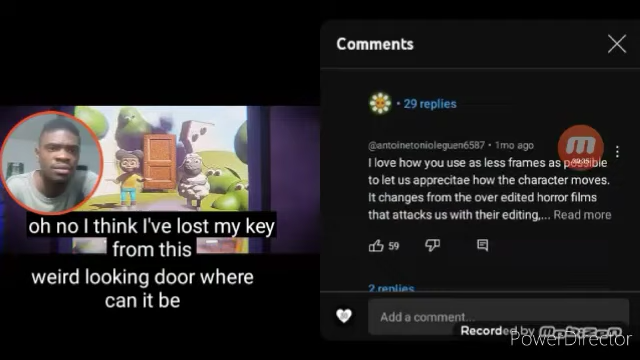 oh no I think I've lost my key
from this
weird looking door where
can it be
Comments
• 29 replies
@antoinetonioleguen6587 • 1mo ago
I love how you use as less frames as possible
to let us apprecitae how the character moves.
It changes from the over edited horror films
that attacks us with their editing,... Read more
59
2 replies
Add a comment...
Recorded by
PowerDirector